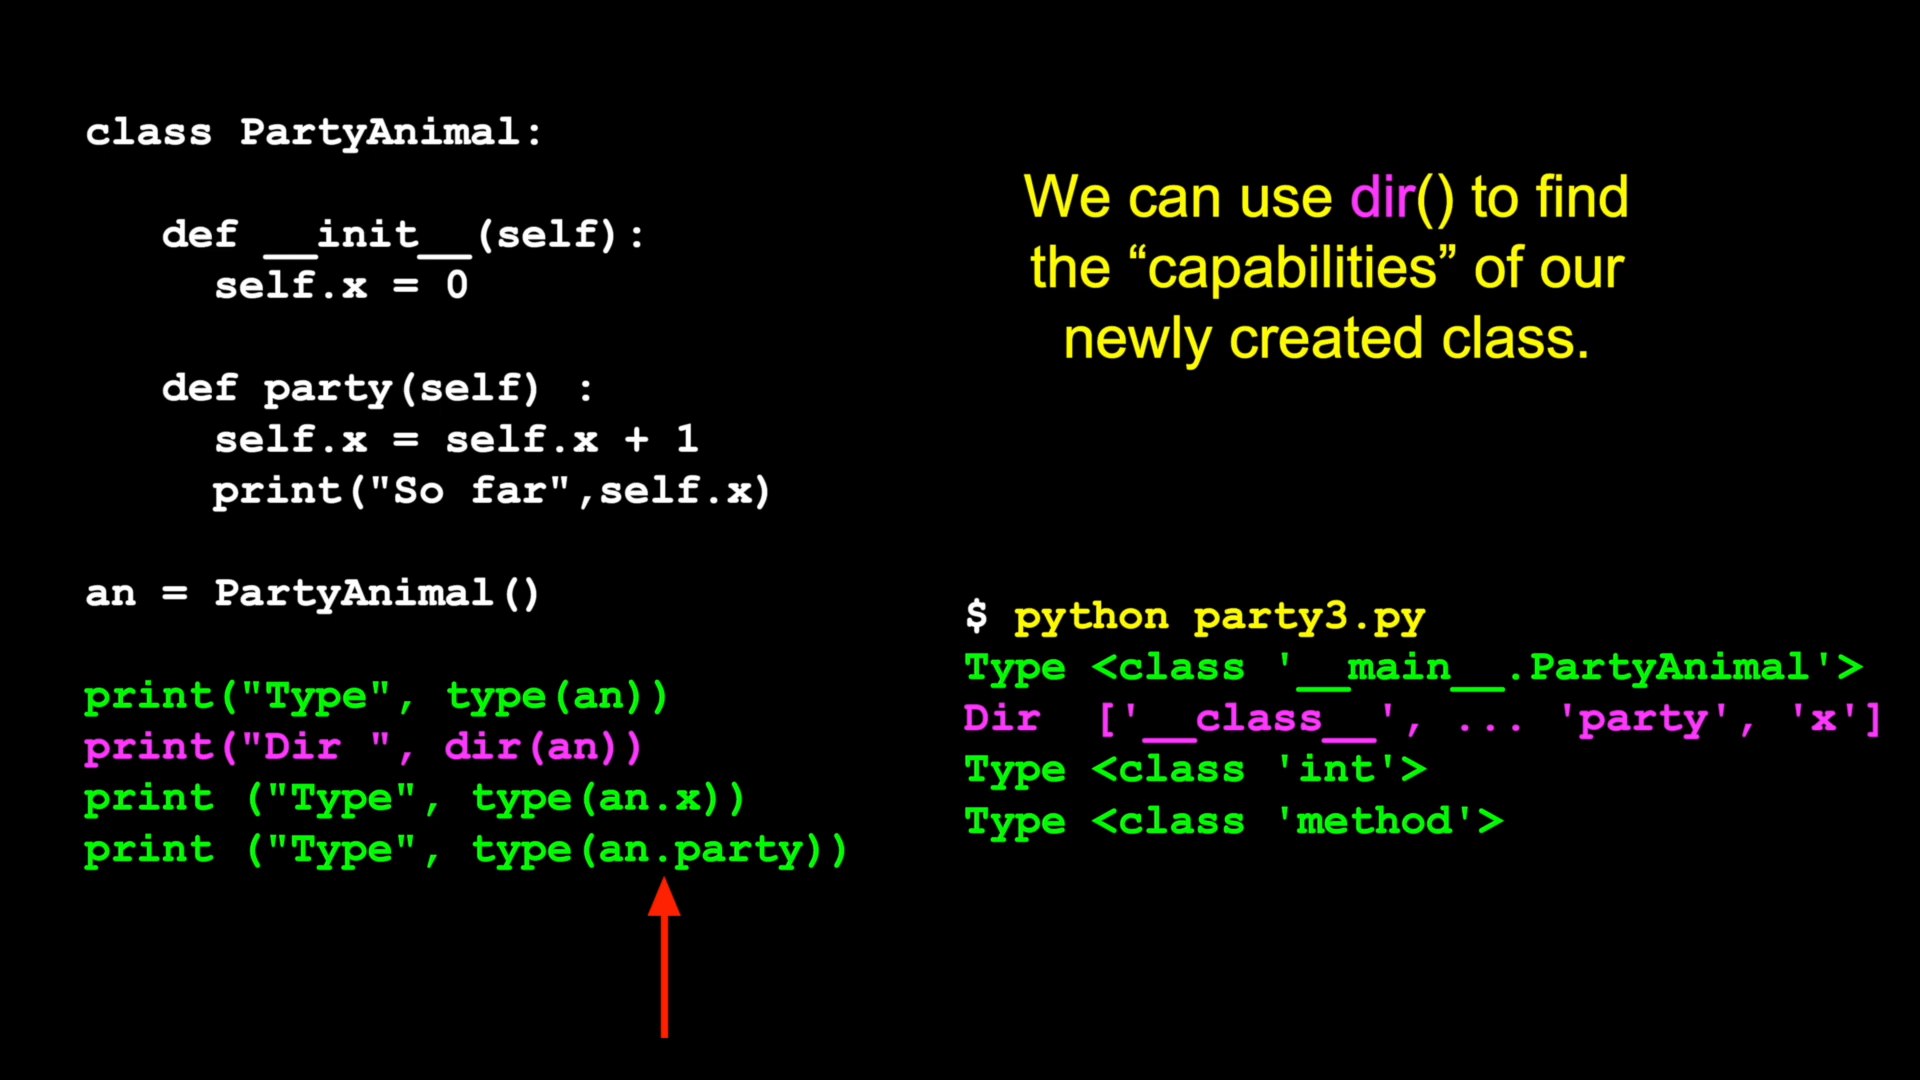 class PartyAnimal:
def __init__(self):
self.x = 0
def party(self) :
self.x = self.x + 1
print("So far",self.x)
an = PartyAnimal()
print("Type", type(an))
print("Dir ", dir(an))
print ("Type", type(an.x))
print ("Type", type(an.party))
We can use dir() to find
the “capabilities” of our
newly created class.
$ python party3.py
Type <class '__main__.PartyAnimal'>
Dir  ['__class__', ... 'party', 'x']
Type <class 'int'>
Type <class 'method'>